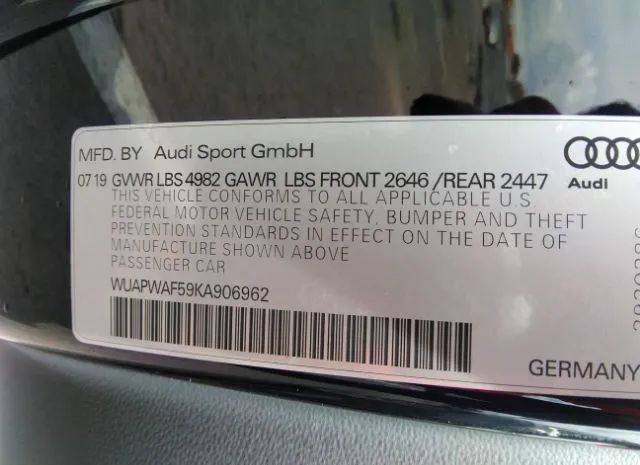 MFD. BY Audi Sport GmbH
07 19 GVWR LBS 4982 GAWR LBS FRONT 2646 /REAR 2447
Audi
THIS VEHICLE CONFORMS TO ALL APPLICABLE U.S.
FEDERAL MOTOR VEHICLE SAFETY, BUMPER AND THEFT
PREVENTION STANDARDS IN EFFECT ON THE DATE OF
MANUFACTURE SHOWN ABOVE
PASSENGER CAR
WUAPWAF59KA906962
GERMANY